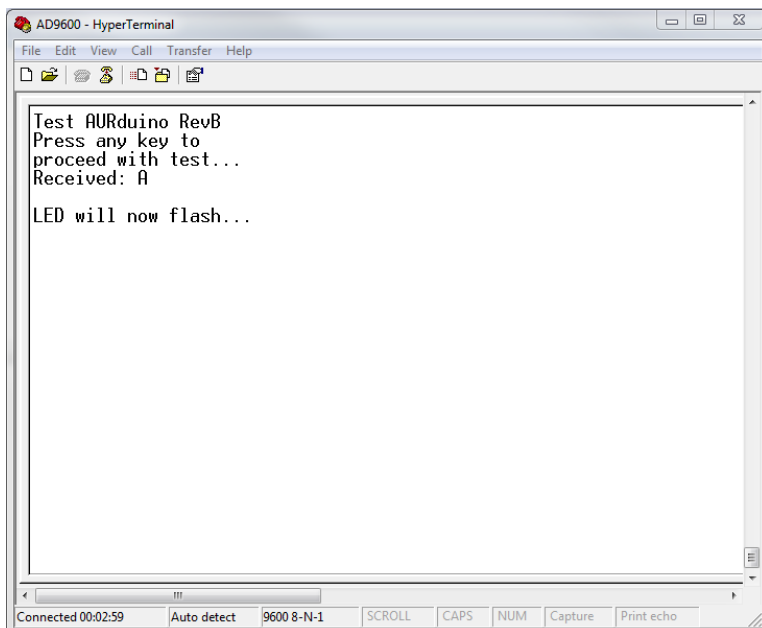 AD9600 - HyperTerminal
File Edit View Call Transfer Help
Test AURduino RevB
Press any key to
proceed with test...
Received: A
LED will now flash...
Connected 00:02:59 Auto detect 9600 8-N-1 SCROLL CAPS NUM Capture Print echo